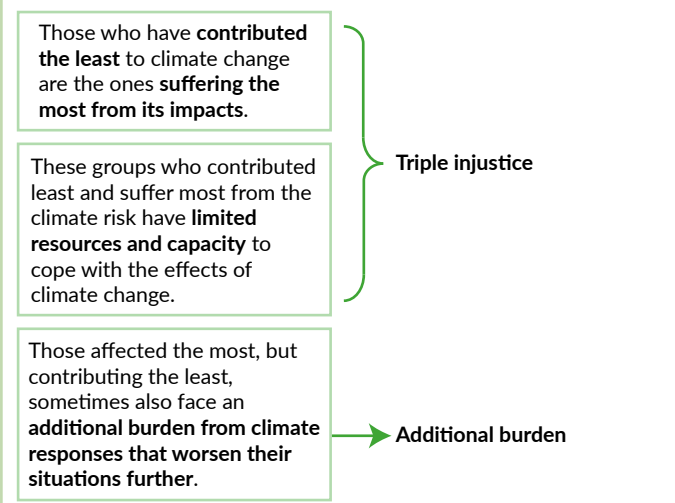 Those who have contributed
the least to climate change
are the ones suffering the
most from its impacts.
Triple injustice
These groups who contributed
least and suffer most from the
climate risk have limited
resources and capacity to
cope with the effects of
climate change.
Those affected the most, but
contributing the least,
sometimes also face an
additional burden from climate
responses that worsen their
situations further.
Additional burden